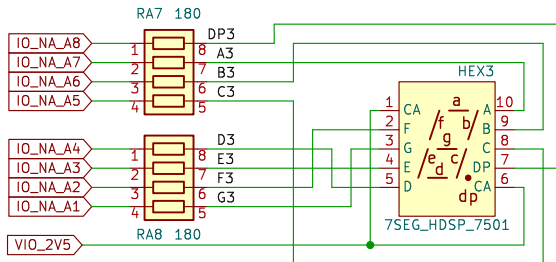 RA7 180
IO_NA_A8 1 8 DP3
IO_NA_A7 2 7 A3
IO_NA_A6 3 6 B3
IO_NA_A5 4 5 C3
IO_NA_A4 1 8 D3
IO_NA_A3 2 7 E3
IO_NA_A2 3 6 F3
IO_NA_A1 4 5 G3
RA8 180
VIO_2V5
HEX3
1 CA A 10
2 F B 9
3 G C 8
4 E DP 7
5 D CA 6
a
f b
g
e c
d
dp
7SEG_HDSP_7501